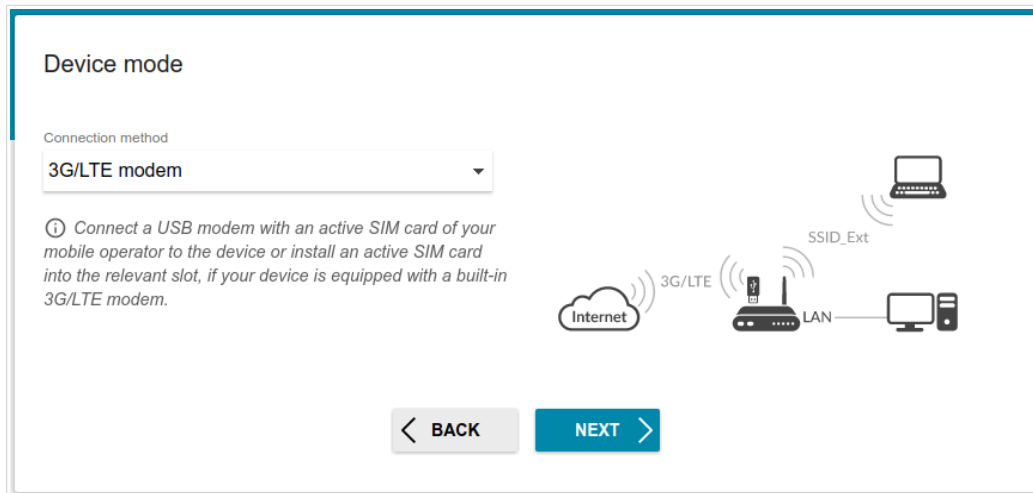 Device mode
Connection method
3G/LTE modem
Connect a USB modem with an active SIM card of your
mobile operator to the device or install an active SIM card
into the relevant slot, if your device is equipped with a built-in
3G/LTE modem.
SSID_Ext
3G/LTE
Internet
LAN
BACK
NEXT